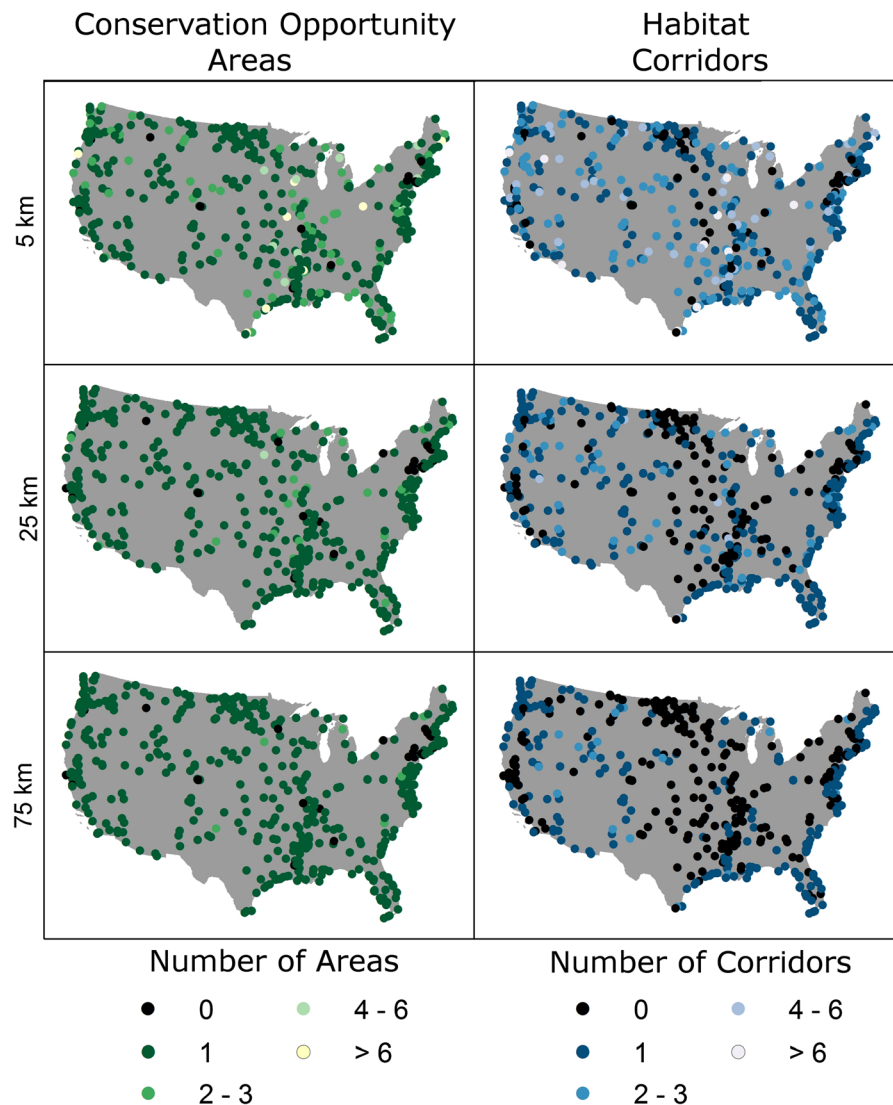 Conservation Opportunity
Areas
Habitat
Corridors
5 km
25 km
75 km
Number of Areas
0
4 - 6
1
> 6
2 - 3
Number of Corridors
0
4 - 6
1
> 6
2 - 3